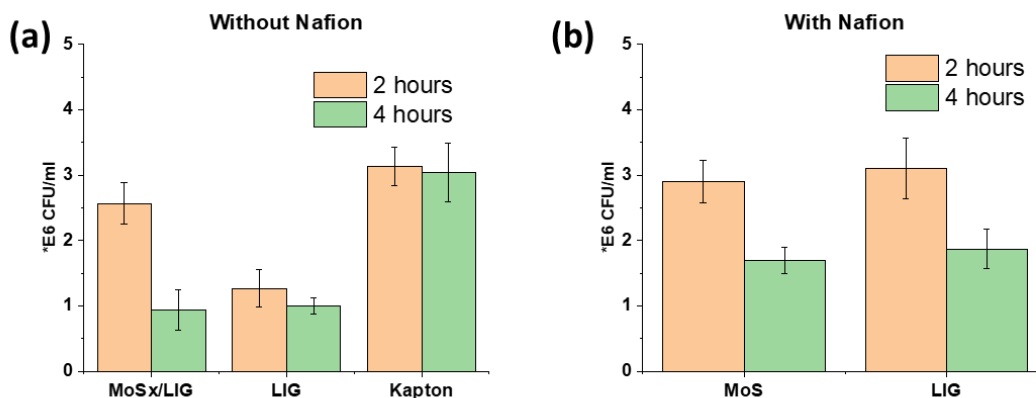 (a)
Without Nafion
5
4
3
2
1
0
*E6 CFU/ml
2 hours
4 hours
MoSx/LIG LIG Kapton
(b)
With Nafion
5
4
3
2
1
0
*E6 CFU/ml
2 hours
4 hours
MoS LIG